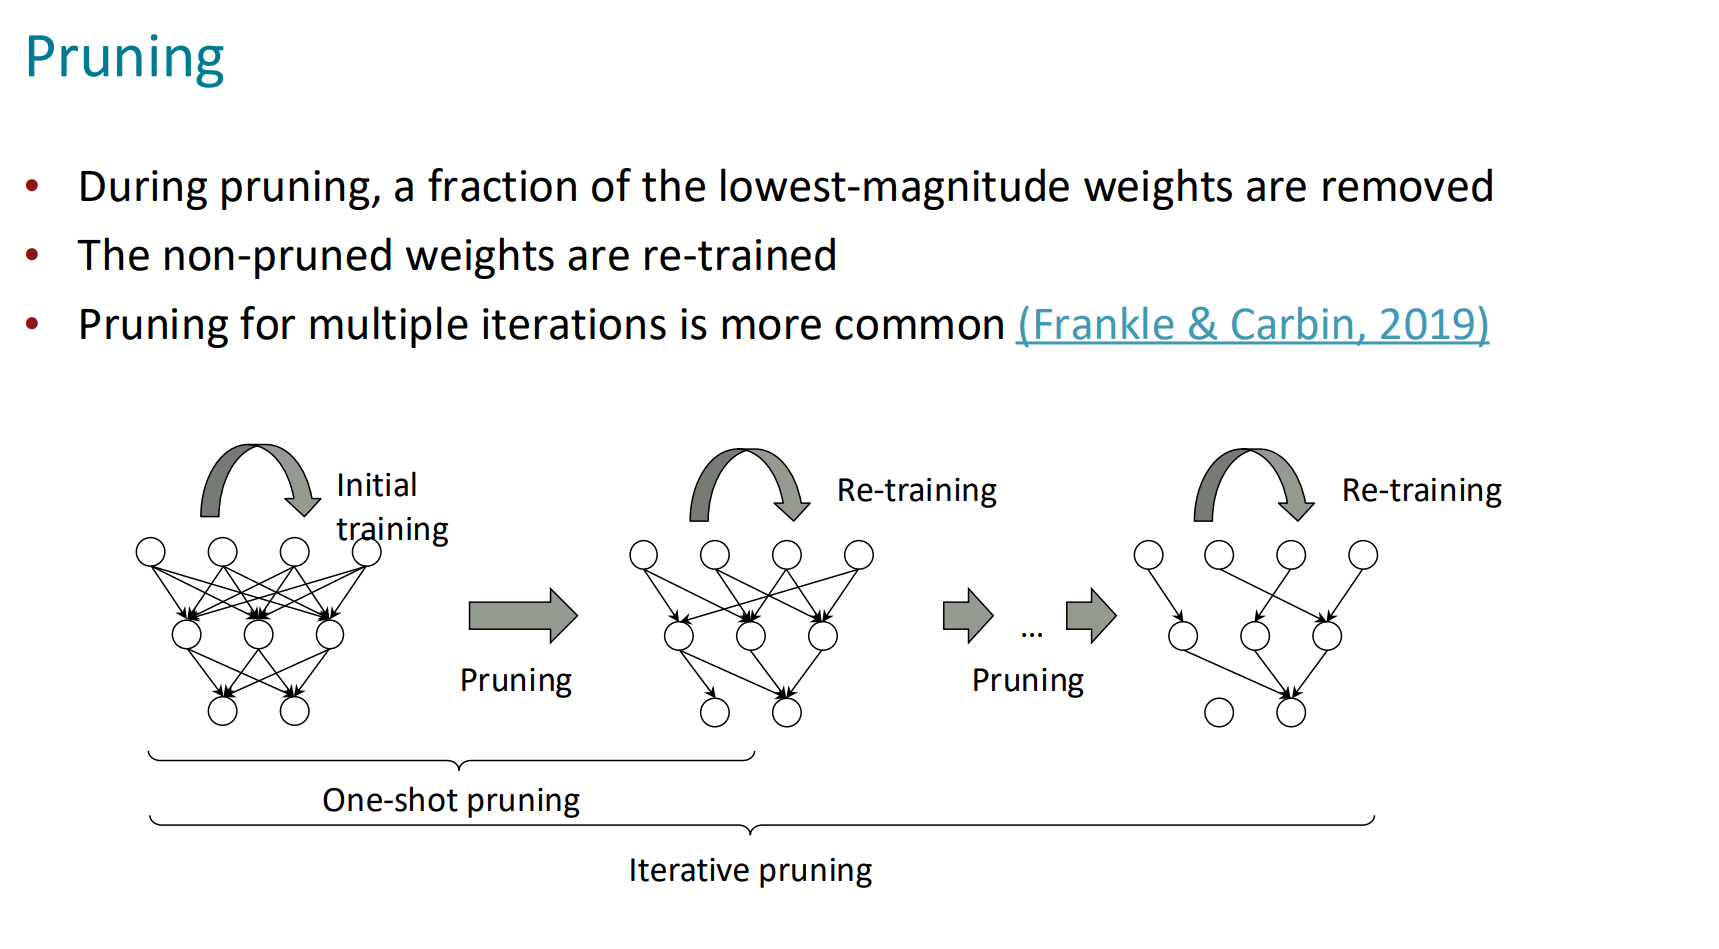 Pruning
• During pruning, a fraction of the lowest-magnitude weights are removed
• The non-pruned weights are re-trained
• Pruning for multiple iterations is more common (Frankle & Carbin, 2019)
Initial
training
Re-training
Re-training
Pruning
...
Pruning
One-shot pruning
Iterative pruning